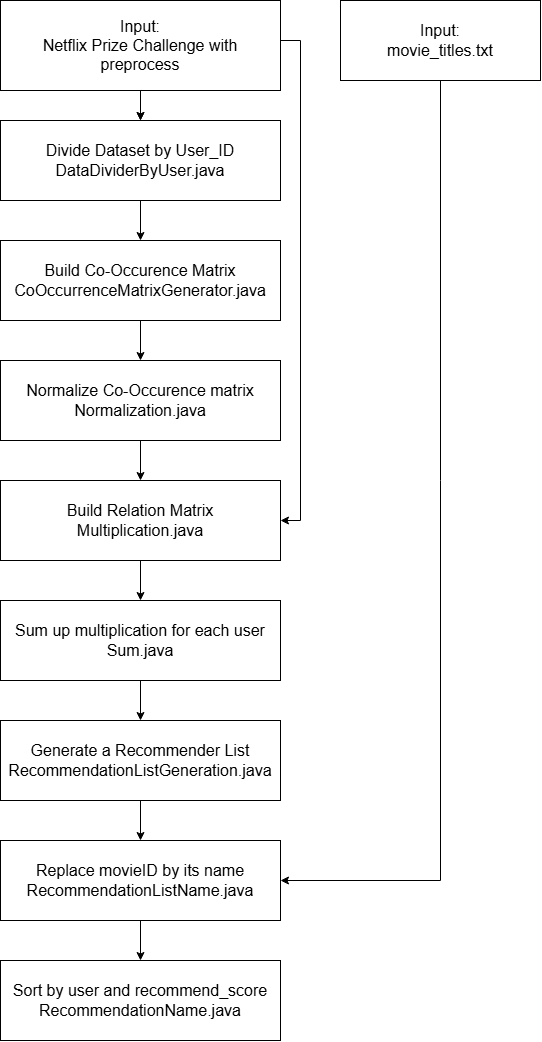 Input:
Netflix Prize Challenge with
preprocess
Input:
movie_titles.txt
Divide Dataset by User_ID
DataDividerByUser.java
Build Co-Occurence Matrix
CoOccurrenceMatrixGenerator.java
Normalize Co-Occurence matrix
Normalization.java
Build Relation Matrix
Multiplication.java
Sum up multiplication for each user
Sum.java
Generate a Recommender List
RecommendationListGeneration.java
Replace movieID by its name
RecommendationListName.java
Sort by user and recommend_score
RecommendationName.java